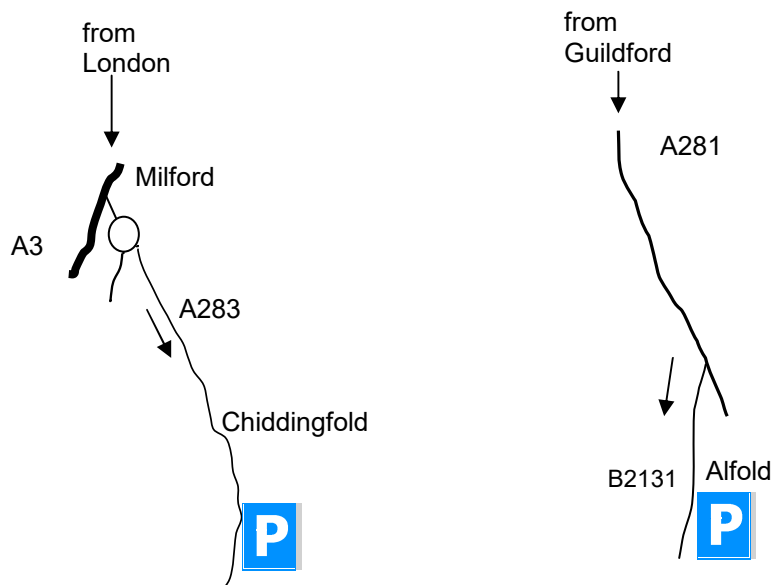 from
London
Milford
A3
A283
Chiddingfold
P
from
Guildford
A281
B2131
Alfold
P